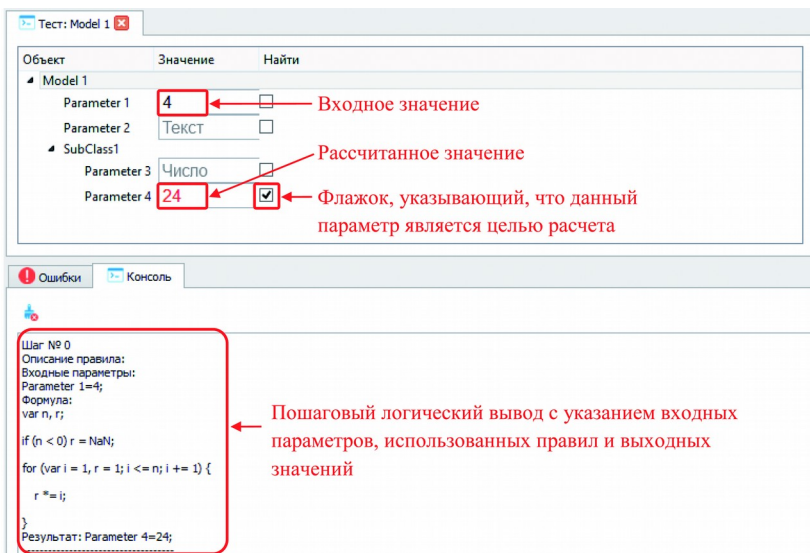 Тест: Model 1
Объект Значение Найти
Model 1
Parameter 1 4 Входное значение
Parameter 2 Текст
SubClass1 Рассчитанное значение
Parameter 3 Число
Parameter 4 24 Флажок, указывающий, что данный
параметр является целью расчета
Ошибки Консоль
Шаг № 0
Описание правила:
Входные параметры:
Parameter 1=4;
Формула:
var n, r;
if (n < 0) r = NaN;
for (var i = 1, r = 1; i <= n; i += 1) {
r *= i;
}
Результат: Parameter 4=24;
------------------------------------
Пошаговый логический вывод с указанием входных
параметров, использованных правил и выходных
значений